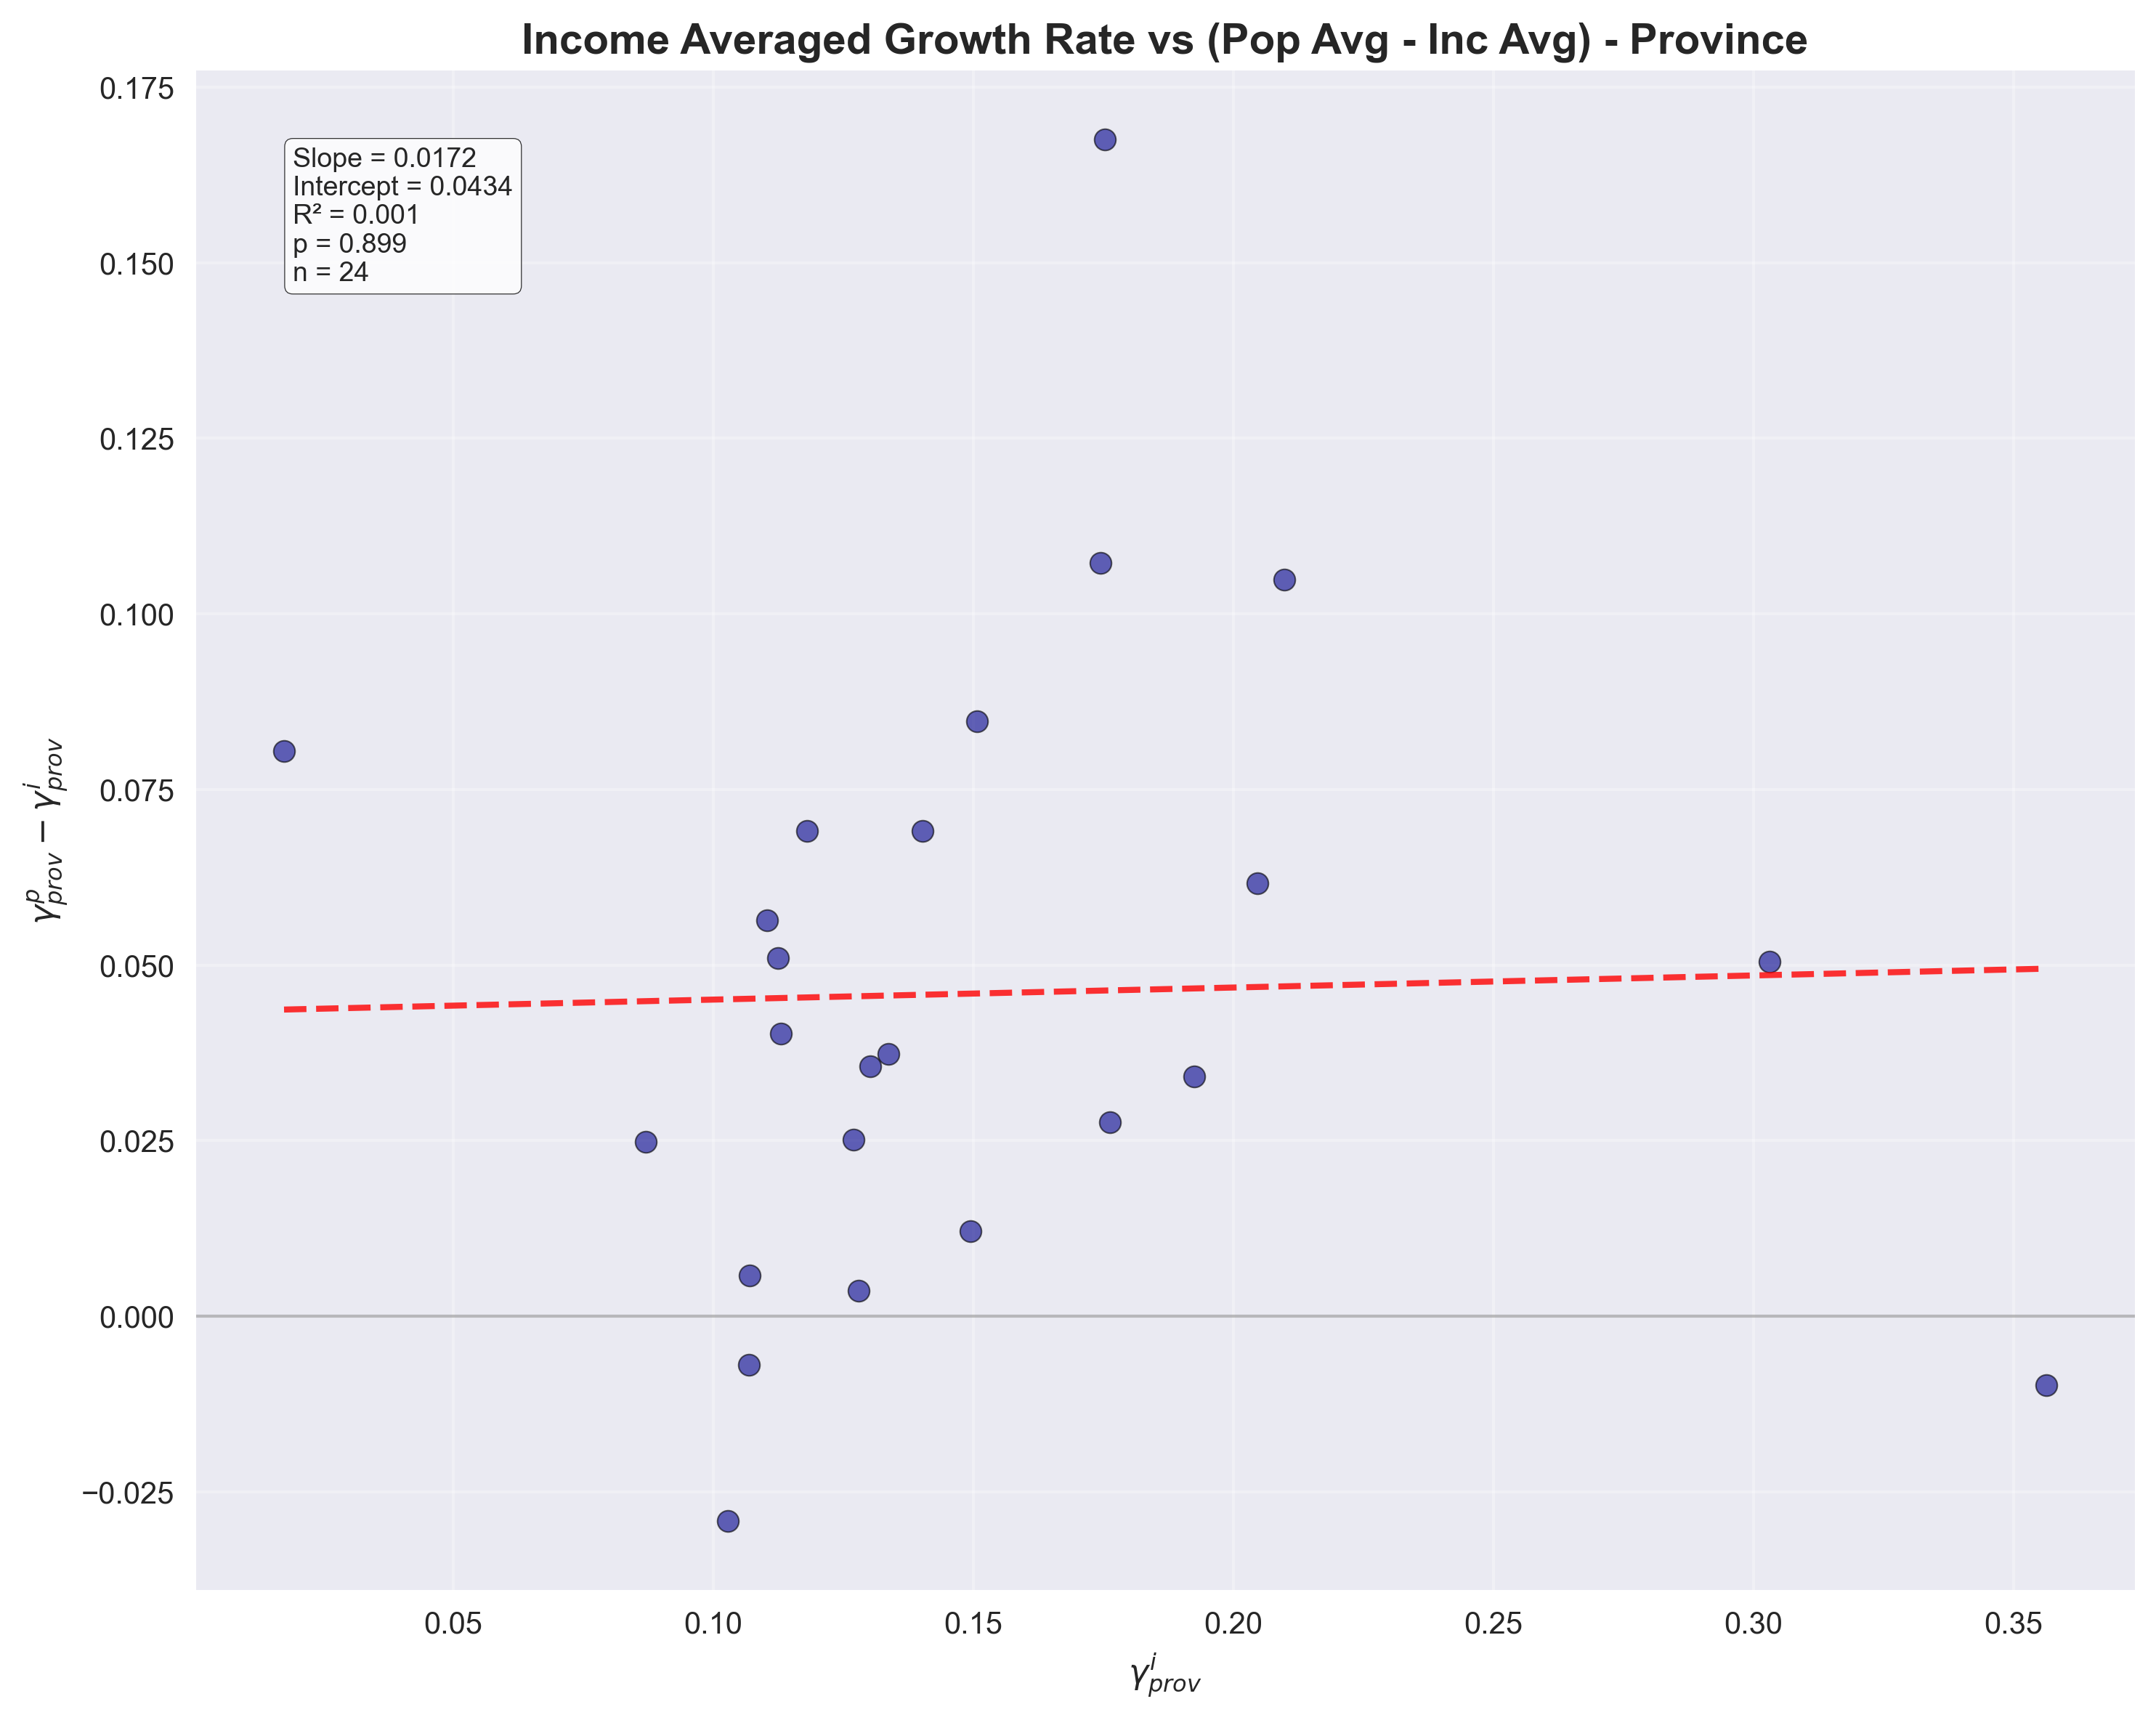 Income Averaged Growth Rate vs (Pop Avg - Inc Avg) - Province
0.175
0.150
0.125
0.100
0.075
0.050
0.025
0.000
−0.025
Slope = 0.0172
Intercept = 0.0434
R² = 0.001
p = 0.899
n = 24
γ^p_prov − γ^i_prov
0.05 0.10 0.15 0.20 0.25 0.30 0.35
γ^i_prov